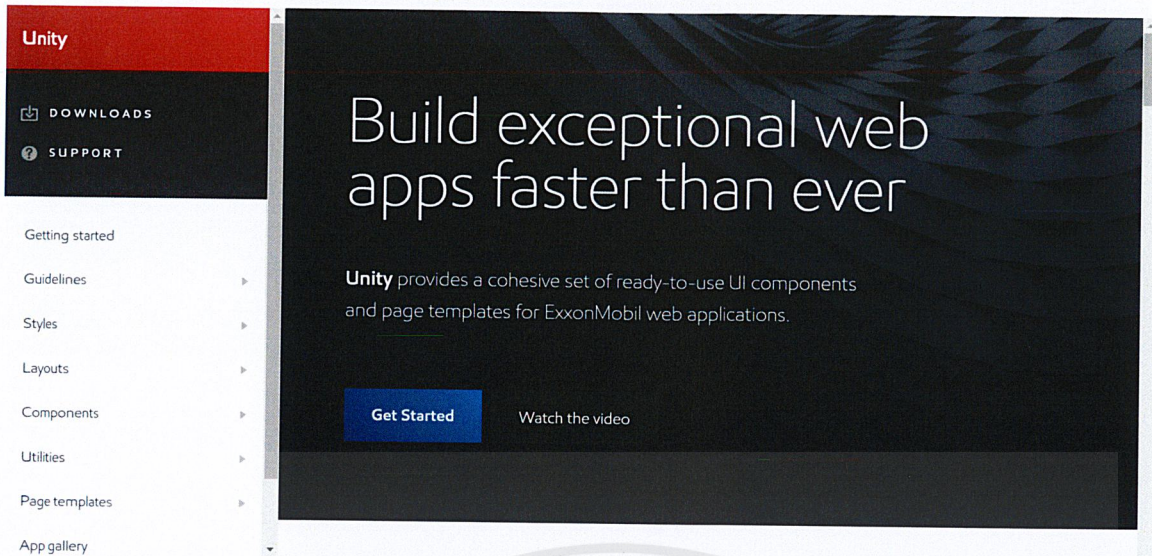 Unity
DOWNLOADS
SUPPORT
Getting started
Guidelines
Styles
Layouts
Components
Utilities
Page templates
App gallery
Build exceptional web
apps faster than ever
Unity provides a cohesive set of ready-to-use UI components
and page templates for ExxonMobil web applications.
Get Started
Watch the video